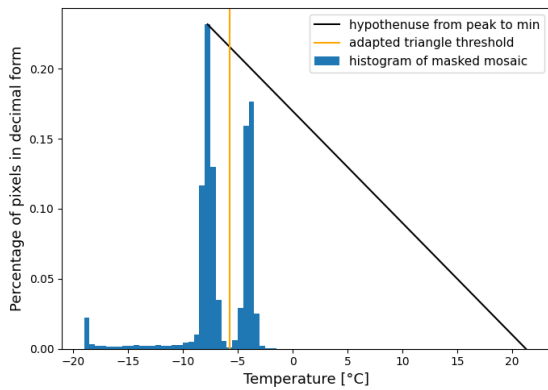 hypothenuse from peak to min
adapted triangle threshold
histogram of masked mosaic
Percentage of pixels in decimal form
0.20
0.15
0.10
0.05
0.00
−20
−15
−10
−5
0
5
10
15
20
Temperature [°C]